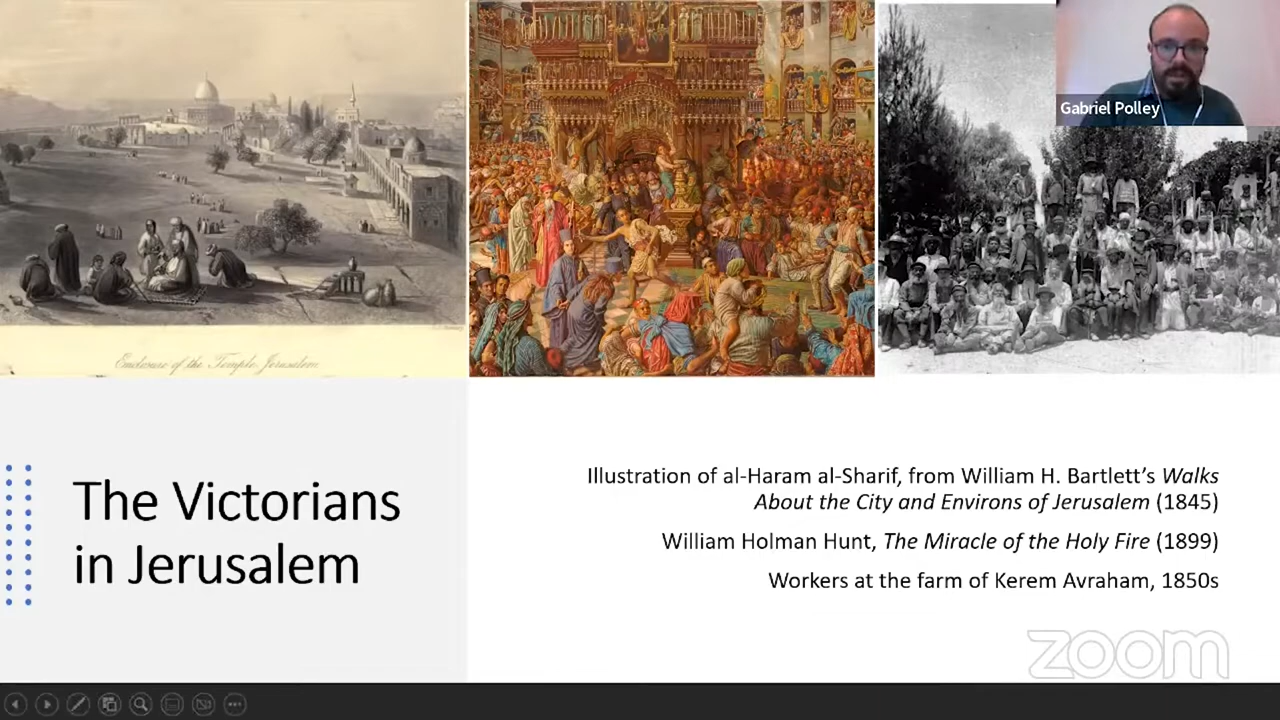 Gabriel Polley
Enclosure of the Temple, Jerusalem.
The Victorians
in Jerusalem
Illustration of al-Haram al-Sharif, from William H. Bartlett's Walks
About the City and Environs of Jerusalem (1845)
William Holman Hunt, The Miracle of the Holy Fire (1899)
Workers at the farm of Kerem Avraham, 1850s
zoom